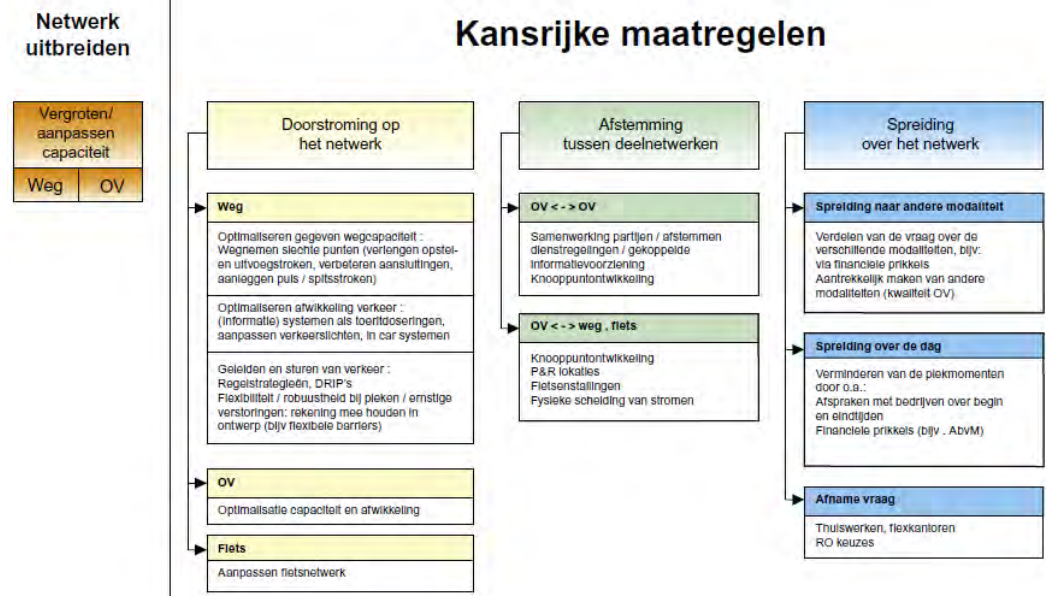 Netwerk
uitbreiden
Kansrijke maatregelen
Vergroten/
aanpassen
capaciteit
Weg
OV
Doorstroming op
het netwerk
Weg
Optimaliseren gegeven wegcapaciteit :
Wegnemen slechte punten (verlengen opstel-
en uitvoegstroken, verbeteren aansluitingen,
aanleggen puls / spitsstroken)
Optimaliseren afwikkeling verkeer :
(informatie) systemen als toeritdoseringen,
aanpassen verkeerslichten, in car systemen
Geleiden en sturen van verkeer :
Regelstrategieën, DRIP's
Flexibiliteit / robuustheid bij pieken / ernstige
verstoringen: rekening mee houden in
ontwerp (bijv flexibele barriers)
OV
Optimalisatie capaciteit en afwikkeling
Fiets
Aanpassen fietsnetwerk
Afstemming
tussen deelnetwerken
OV < - > OV
Samenwerking partijen / afstemmen
dienstregelingen / gekoppelde
informatievoorziening
Knooppuntontwikkeling
OV < - > weg , fiets
Knooppuntontwikkeling
P&R lokaties
Fietsenstallingen
Fysieke scheiding van stromen
Spreiding
over het netwerk
Spreiding naar andere modaliteit
Verdelen van de vraag over de
verschillende modaliteiten, bijv:
via financiele prikkels
Aantrekkelijk maken van andere
modaliteiten (kwaliteit OV)
Spreiding over de dag
Verminderen van de piekmomenten
door o.a.:
Afspraken met bedrijven over begin
en eindtijden
Financiele prikkels (bijv . AbvM)
Afname vraag
Thuiswerken, flexkantoren
RO keuzes